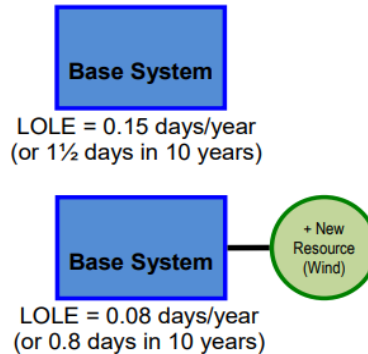 Base System
LOLE = 0.15 days/year
(or 1½ days in 10 years)
Base System
+ New
Resource
(Wind)
LOLE = 0.08 days/year
(or 0.8 days in 10 years)